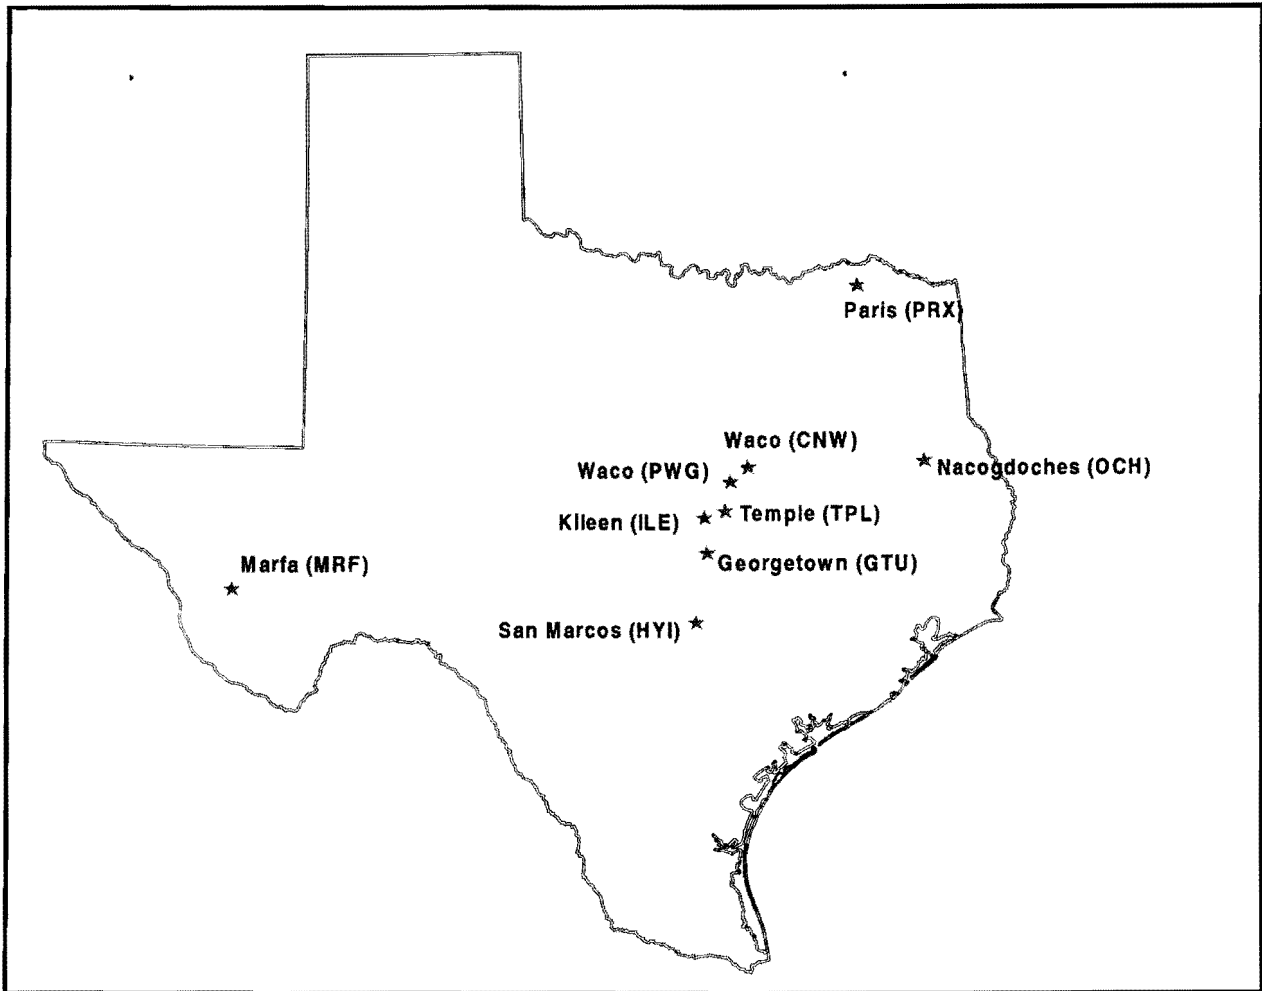 Paris (PRX)
Waco (CNW)
Waco (PWG)
Nacogdoches (OCH)
Kileen (ILE)
Temple (TPL)
Georgetown (GTU)
Marfa (MRF)
San Marcos (HYI)